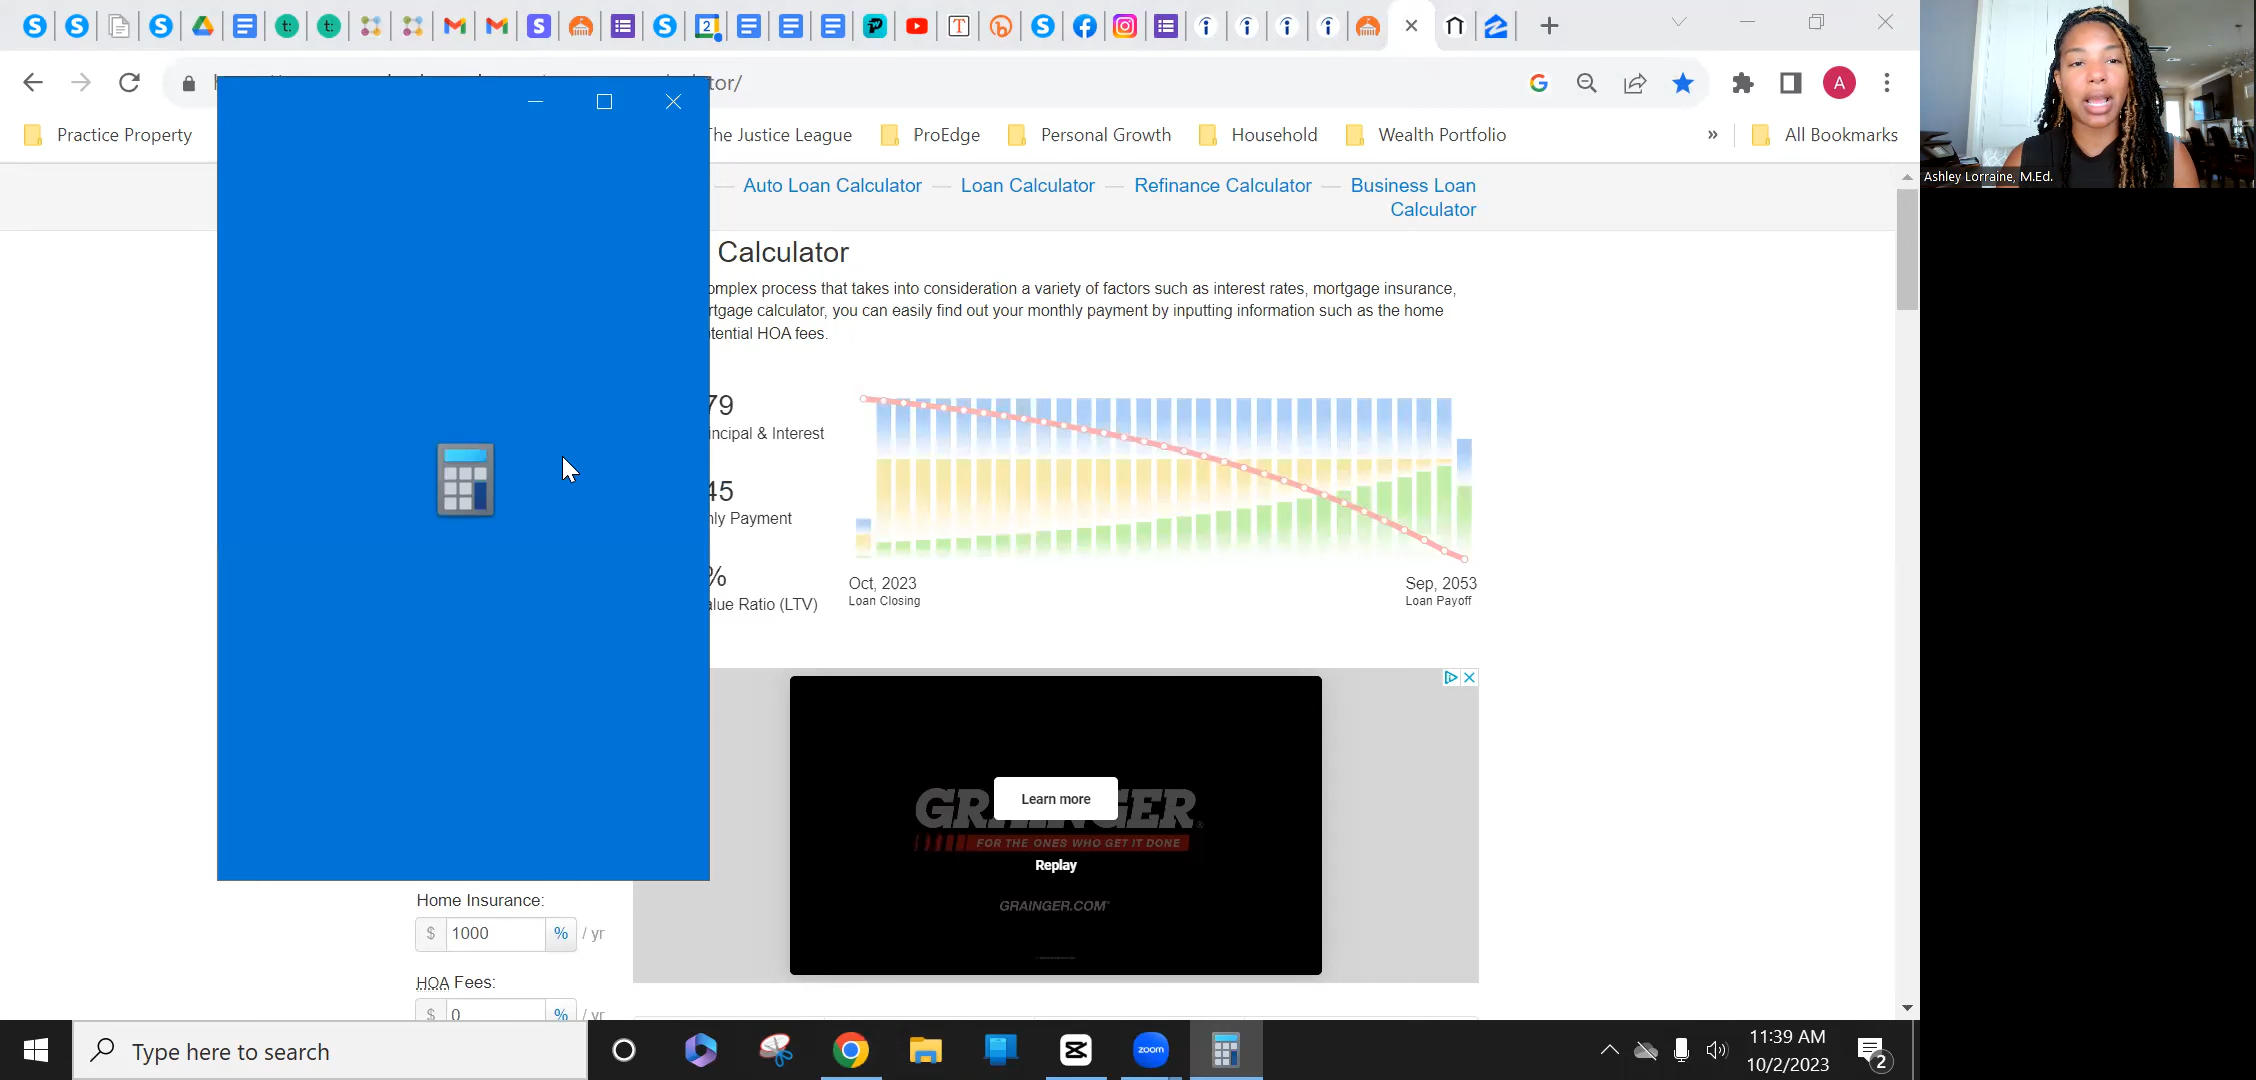 tor/
Practice Property
The Justice League
ProEdge
Personal Growth
Household
Wealth Portfolio
»
All Bookmarks
Ashley Lorraine, M.Ed.
Auto Loan Calculator — Loan Calculator — Refinance Calculator — Business Loan
Calculator
Calculator
omplex process that takes into consideration a variety of factors such as interest rates, mortgage insurance,
rtgage calculator, you can easily find out your monthly payment by inputting information such as the home
tential HOA fees.
79
incipal & Interest
45
nly Payment
%
alue Ratio (LTV)
Oct, 2023
Loan Closing
Sep, 2053
Loan Payoff
GRAINGER
Learn more
FOR THE ONES WHO GET IT DONE
Replay
GRAINGER.COM
Home Insurance:
$ 1000 % / yr
HOA Fees:
$ 0 % / yr
Type here to search
zoom
11:39 AM
10/2/2023
2